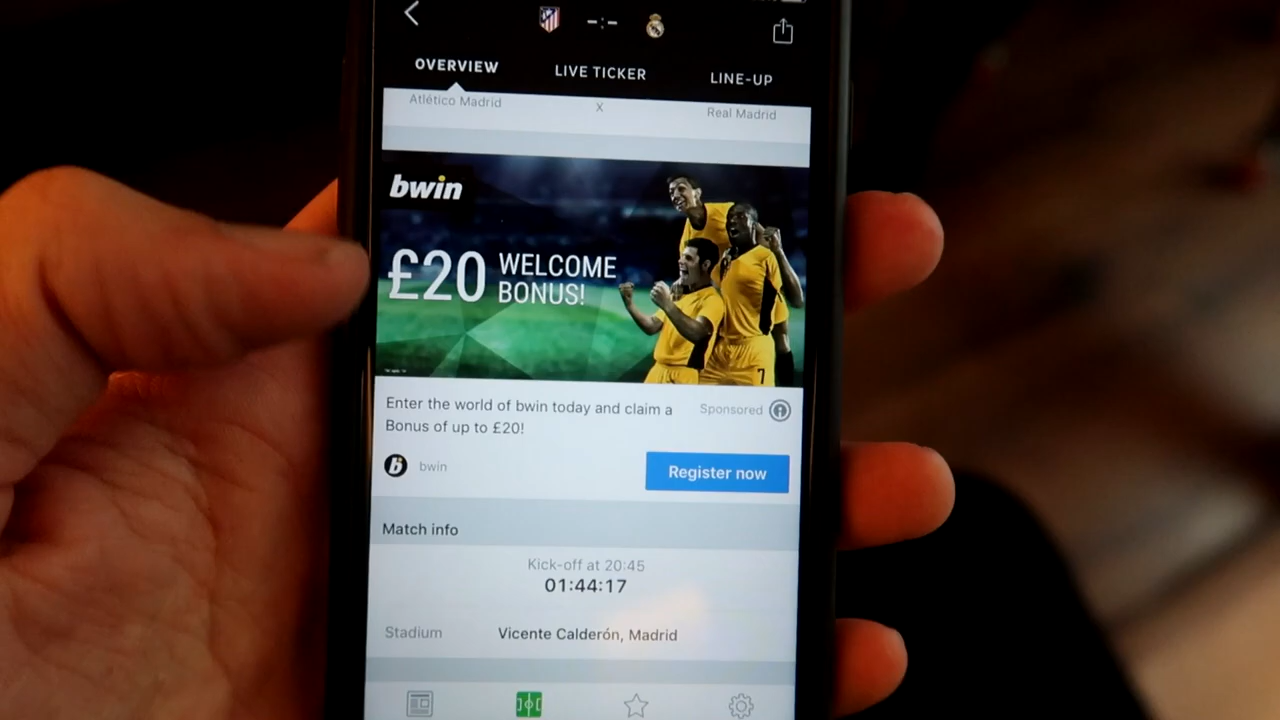 - : -
OVERVIEW
LIVE TICKER
LINE-UP
Atlético Madrid
X
Real Madrid
bwin
£20 WELCOME
BONUS!
7
Enter the world of bwin today and claim a
Bonus of up to £20!
Sponsored
b bwin
Register now
Match info
Kick-off at 20:45
01:44:17
Stadium Vicente Calderón, Madrid